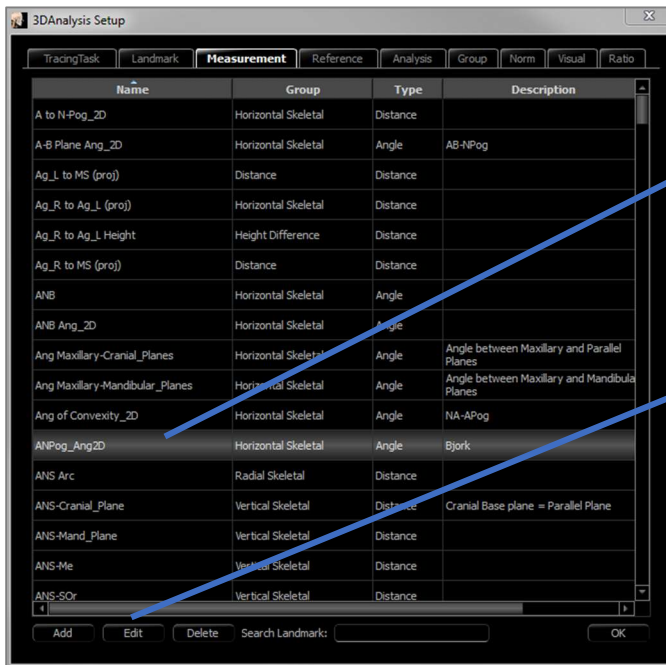 3DAnalysis Setup
TracingTask Landmark Measurement Reference Analysis Group Norm Visual Ratio
Name Group Type Description
A to N-Pog_2D Horizontal Skeletal Distance
A-B Plane Ang_2D Horizontal Skeletal Angle AB-NPog
Ag_L to MS (proj) Distance Distance
Ag_R to Ag_L (proj) Horizontal Skeletal Distance
Ag_R to Ag_L Height Height Difference Distance
Ag_R to MS (proj) Distance Distance
ANB Horizontal Skeletal Angle
ANB Ang_2D Horizontal Skeletal Angle
Ang Maxillary-Cranial_Planes Horizontal Skeletal Angle Angle between Maxillary and Parallel
Planes
Ang Maxillary-Mandibular_Planes Horizontal Skeletal Angle Angle between Maxillary and Mandibula
Planes
Ang of Convexity_2D Horizontal Skeletal Angle NA-APog
ANPog_Ang2D Horizontal Skeletal Angle Bjork
ANS Arc Radial Skeletal Distance
ANS-Cranial_Plane Vertical Skeletal Distance Cranial Base plane = Parallel Plane
ANS-Mand_Plane Vertical Skeletal Distance
ANS-Me Vertical Skeletal Distance
ANS-SOr Vertical Skeletal Distance
Add Edit Delete Search Landmark: OK